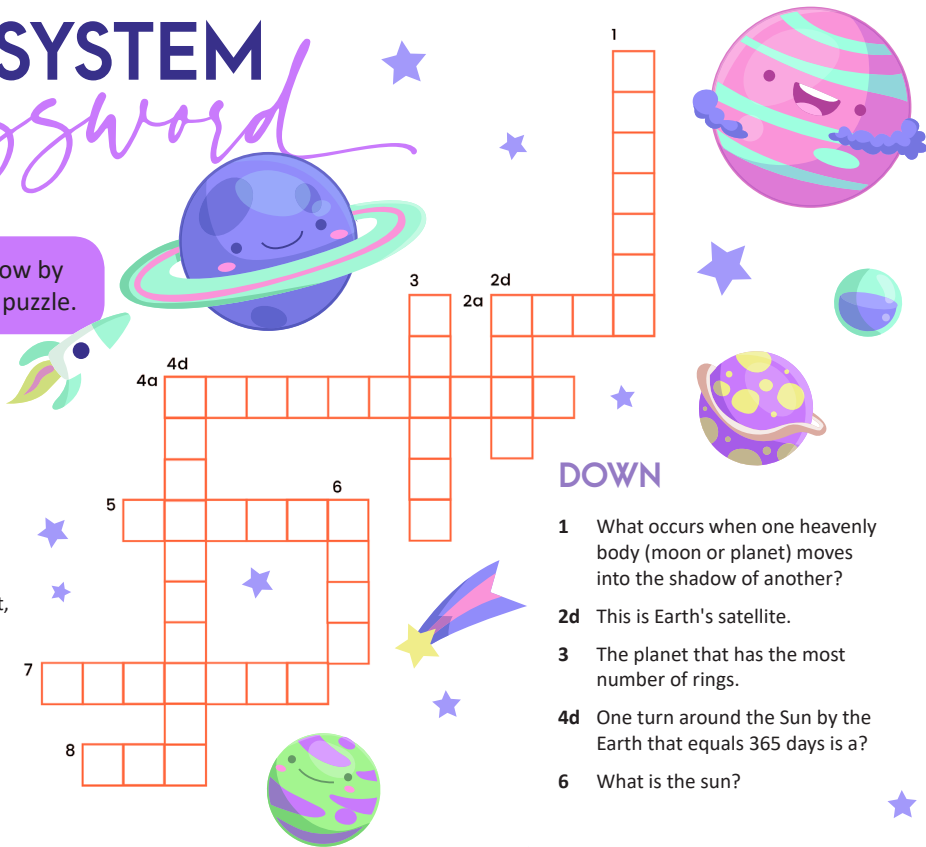 SYSTEM
ssword
ow by
puzzle.
1
3
2d
2a
4d
4a
6
5
t,
7
8
DOWN
1 What occurs when one heavenly
body (moon or planet) moves
into the shadow of another?
2d This is Earth's satellite.
3 The planet that has the most
number of rings.
4d One turn around the Sun by the
Earth that equals 365 days is a?
6 What is the sun?